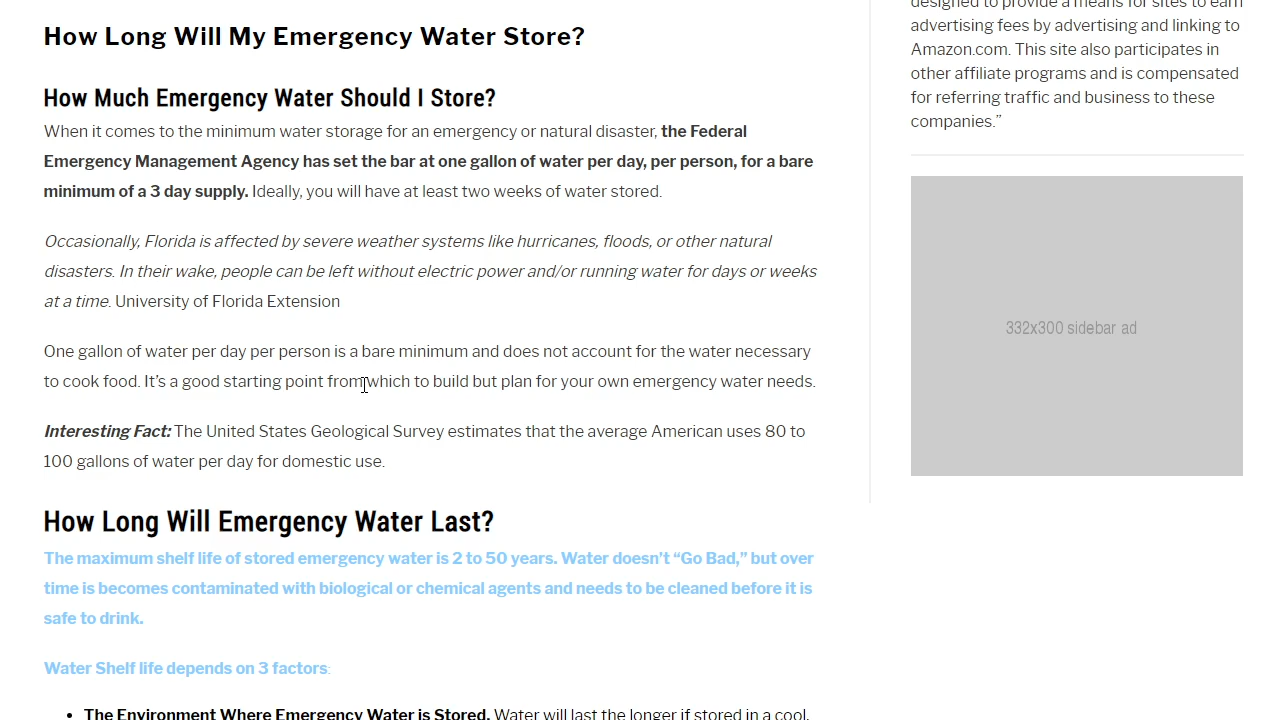 How Long Will My Emergency Water Store?
How Much Emergency Water Should I Store?
When it comes to the minimum water storage for an emergency or natural disaster, the Federal
Emergency Management Agency has set the bar at one gallon of water per day, per person, for a bare
minimum of a 3 day supply. Ideally, you will have at least two weeks of water stored.
Occasionally, Florida is affected by severe weather systems like hurricanes, floods, or other natural
disasters. In their wake, people can be left without electric power and/or running water for days or weeks
at a time. University of Florida Extension
One gallon of water per day per person is a bare minimum and does not account for the water necessary
to cook food. It’s a good starting point from which to build but plan for your own emergency water needs.
Interesting Fact: The United States Geological Survey estimates that the average American uses 80 to
100 gallons of water per day for domestic use.
How Long Will Emergency Water Last?
The maximum shelf life of stored emergency water is 2 to 50 years. Water doesn’t “Go Bad,” but over
time is becomes contaminated with biological or chemical agents and needs to be cleaned before it is
safe to drink.
Water Shelf life depends on 3 factors:
• The Environment Where Emergency Water is Stored. Water will last the longer if stored in a cool,
designed to provide a means for sites to earn
advertising fees by advertising and linking to
Amazon.com. This site also participates in
other affiliate programs and is compensated
for referring traffic and business to these
companies.”
332x300 sidebar ad